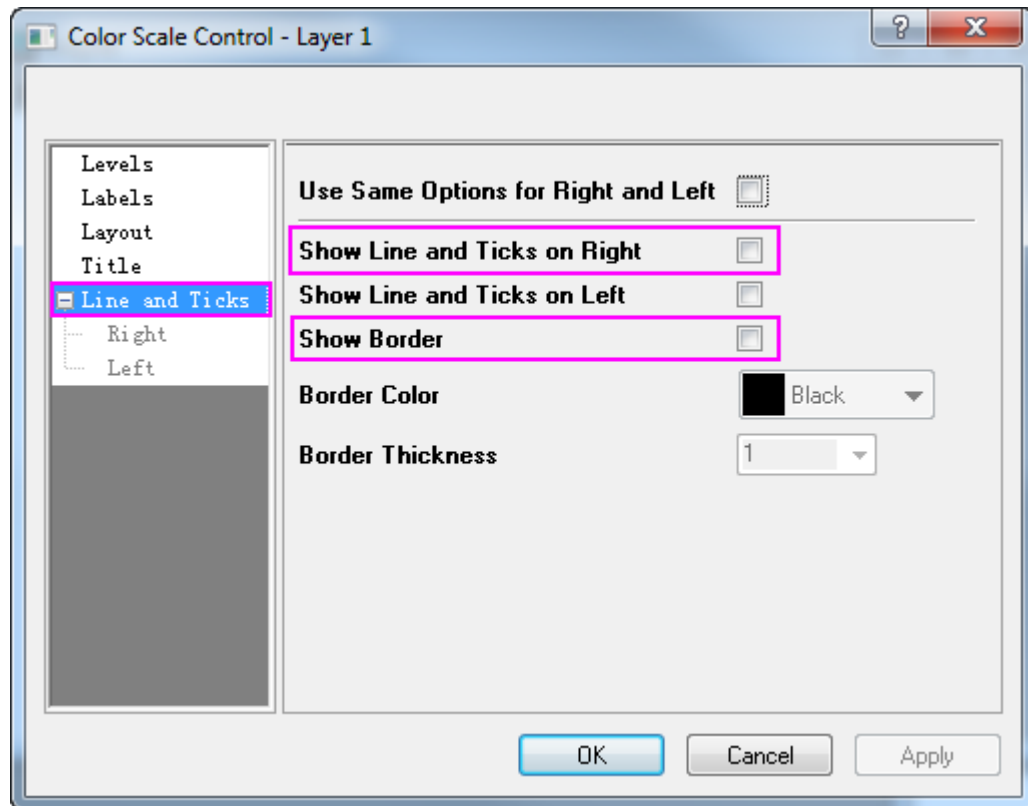 Color Scale Control - Layer 1
?
Levels
Labels
Layout
Title
Line and Ticks
Right
Left
Use Same Options for Right and Left
Show Line and Ticks on Right
Show Line and Ticks on Left
Show Border
Border Color
Black
Border Thickness
1
OK
Cancel
Apply